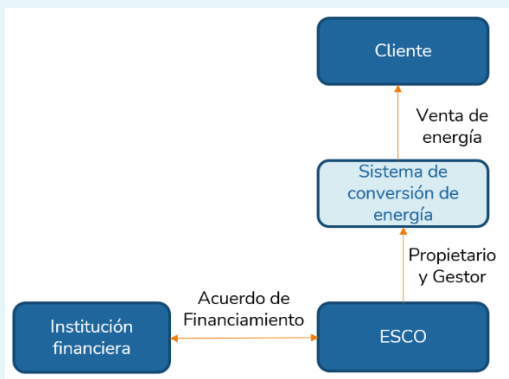 Cliente
Venta de
energía
Sistema de
conversión de
energía
Propietario
y Gestor
Acuerdo de
Financiamiento
Institución
financiera
ESCO